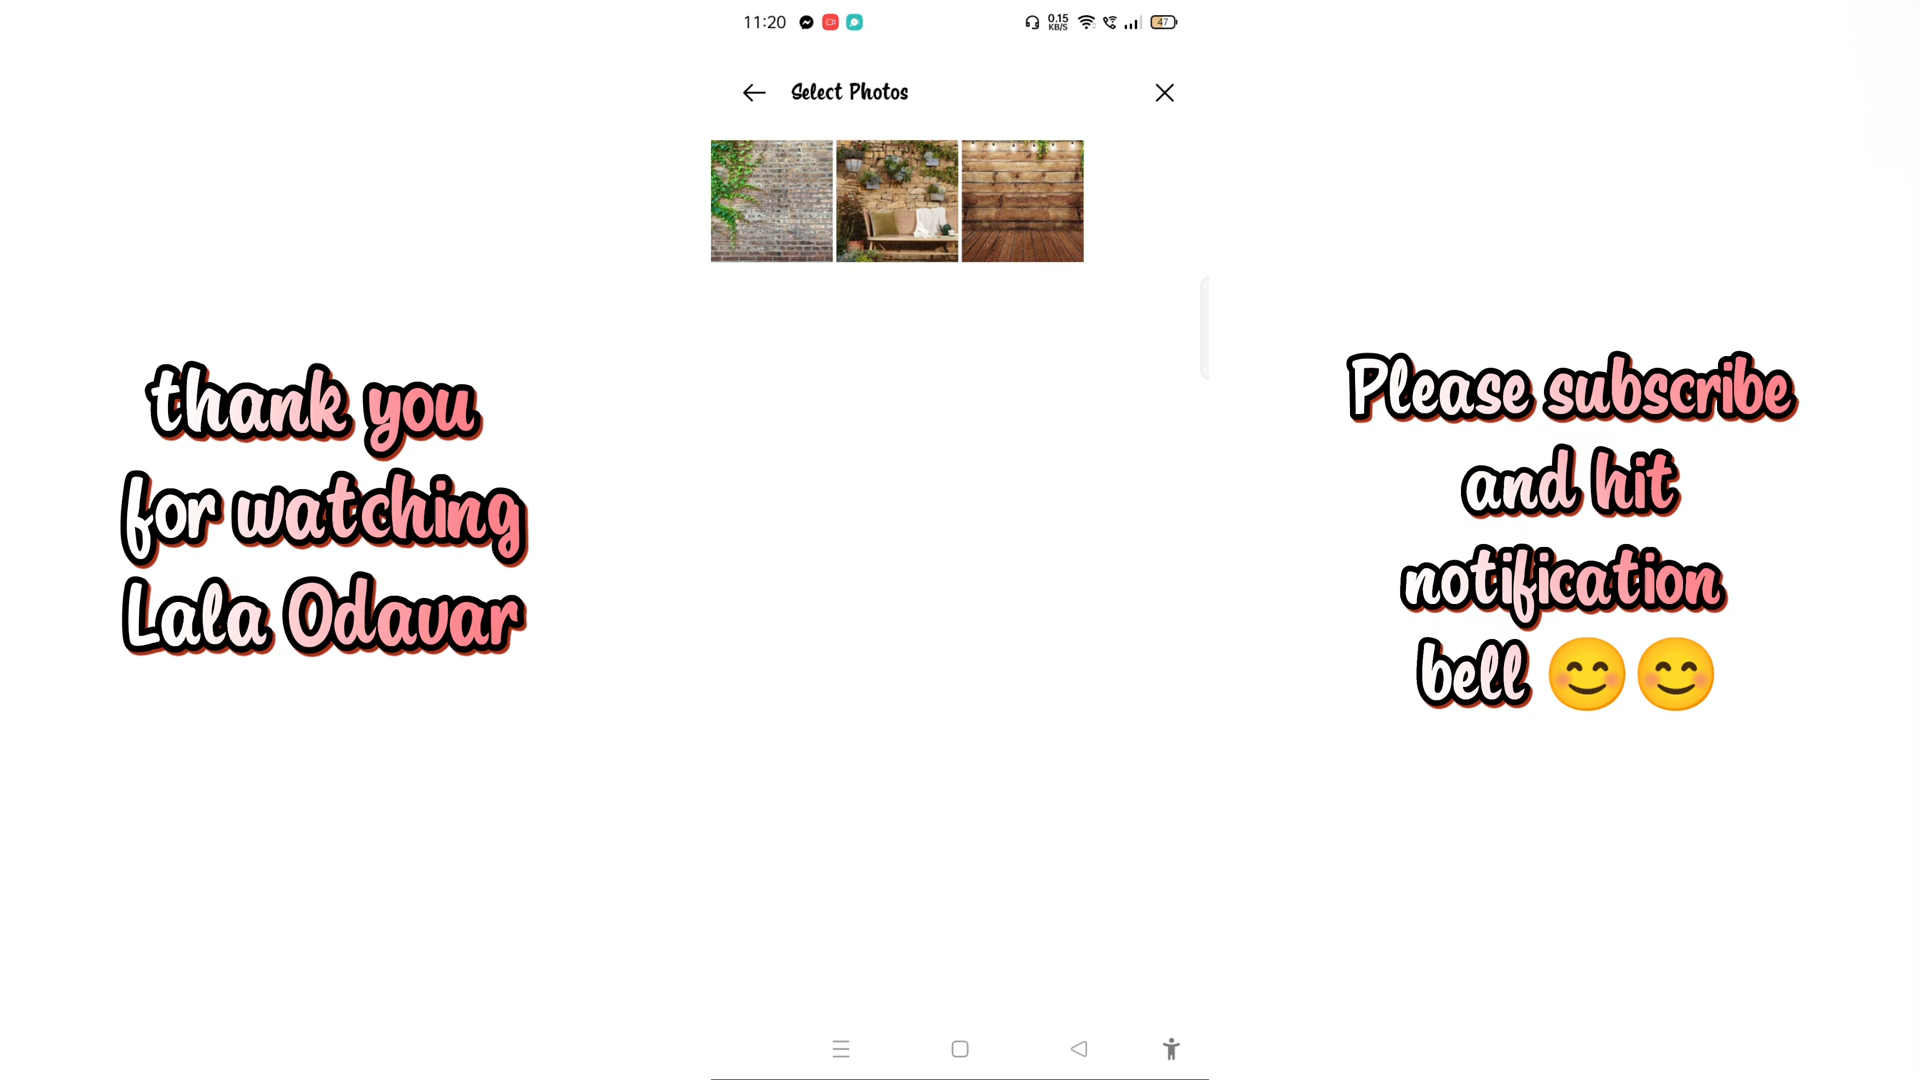 11:20
0.15
KB/S
47
Select Photos
thank you
for watching
Lala Odavar
Please subscribe
and hit
notification
bell 😊😊